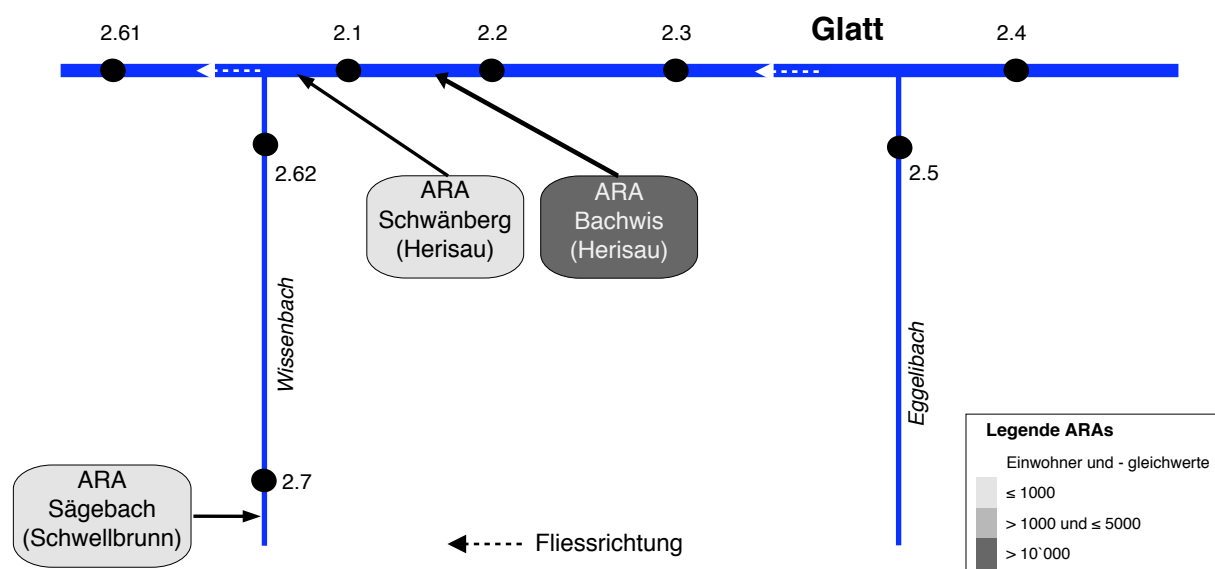 Glatt
2.61
2.1
2.2
2.3
2.4
2.62
2.5
ARA
Schwänberg
(Herisau)
ARA
Bachwis
(Herisau)
Wissenbach
Eggelibach
2.7
ARA
Sägebach
(Schwellbrunn)
Fliessrichtung
Legende ARAs
Einwohner und - gleichwerte
≤ 1000
> 1000 und ≤ 5000
> 10`000